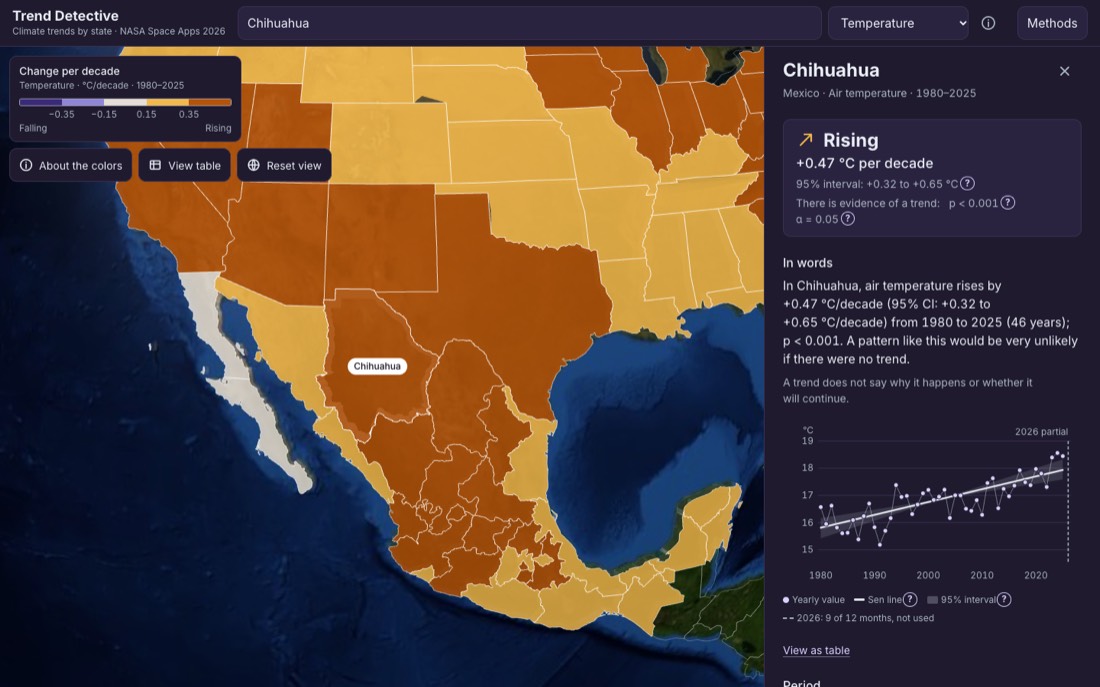 Trend Detective
Climate trends by state · NASA Space Apps 2026
Chihuahua
Temperature
Methods
Change per decade
Temperature · °C/decade · 1980–2025
−0.35 −0.15 0.15 0.35
Falling Rising
About the colors
View table
Reset view
Chihuahua
Chihuahua
Mexico · Air temperature · 1980–2025
Rising
+0.47 °C per decade
95% interval: +0.32 to +0.65 °C ?
There is evidence of a trend: p < 0.001 ?
α = 0.05 ?
In words
In Chihuahua, air temperature rises by
+0.47 °C/decade (95% CI: +0.32 to
+0.65 °C/decade) from 1980 to 2025 (46 years);
p < 0.001. A pattern like this would be very unlikely
if there were no trend.
A trend does not say why it happens or whether it
will continue.
°C
2026 partial
19
18
17
16
15
1980 1990 2000 2010 2020
Yearly value Sen line ? 95% interval ?
2026: 9 of 12 months, not used
View as table
Period